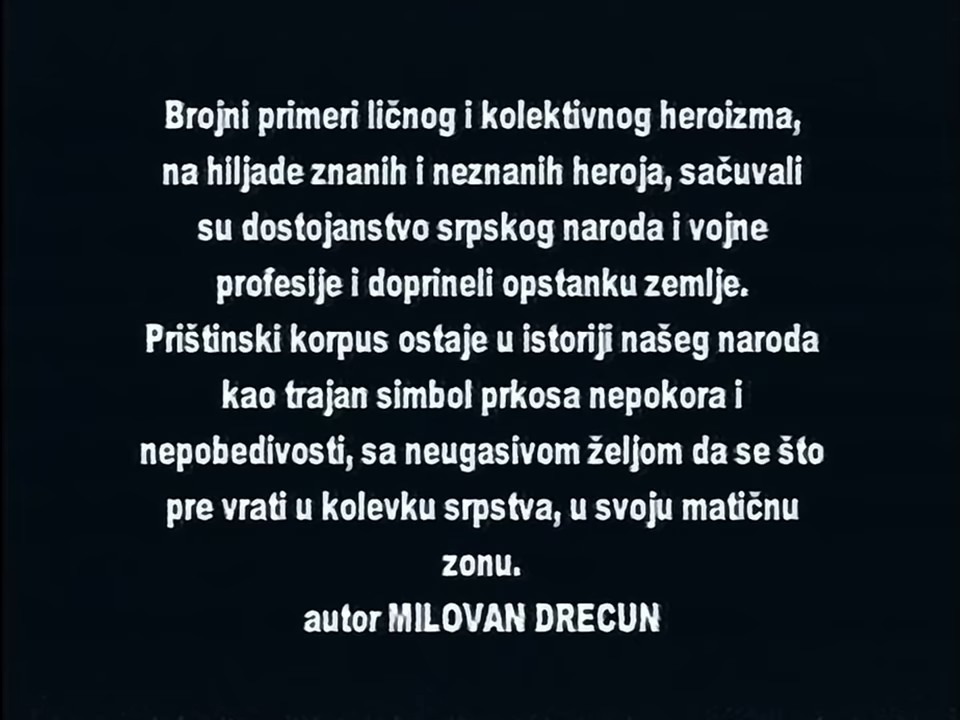 Brojni primeri ličnog i kolektivnog heroizma,
na hiljade znanih i neznanih heroja, sačuvali
su dostojanstvo srpskog naroda i vojne
profesije i doprineli opstanku zemlje.
Prištinski korpus ostaje u istoriji našeg naroda
kao trajan simbol prkosa nepokora i
nepobedivosti, sa neugasivom željom da se što
pre vrati u kolevku srpstva, u svoju matičnu
zonu.
autor MILOVAN DRECUN